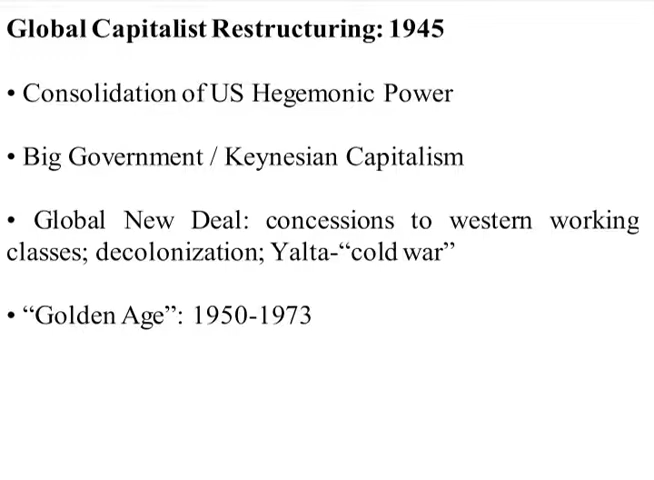 Global Capitalist Restructuring: 1945
• Consolidation of US Hegemonic Power
• Big Government / Keynesian Capitalism
• Global New Deal: concessions to western working
classes; decolonization; Yalta-“cold war”
• “Golden Age”: 1950-1973